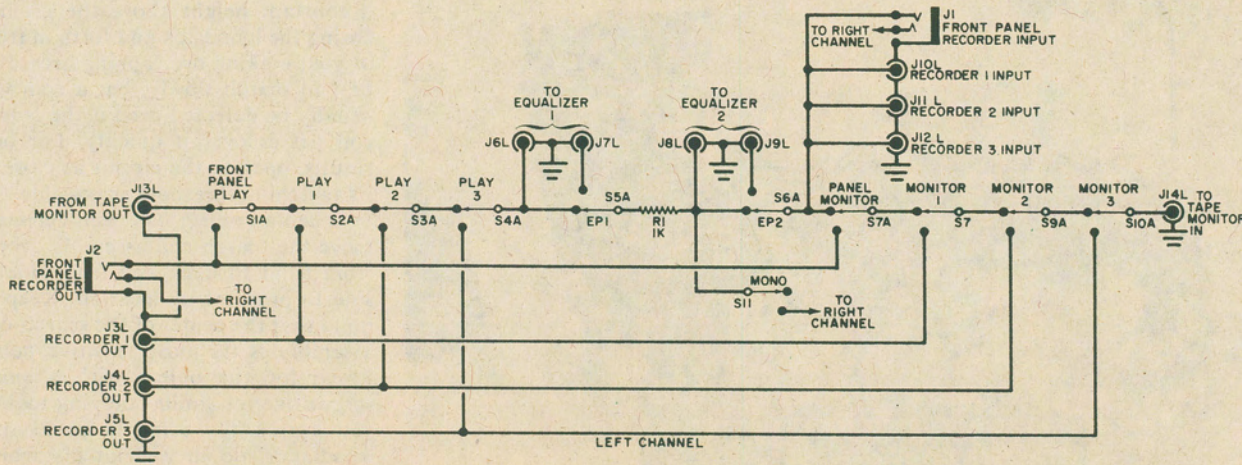 J1
FRONT PANEL
RECORDER INPUT
TO RIGHT
CHANNEL
J10L
RECORDER 1 INPUT
J11 L
RECORDER 2 INPUT
J12 L
RECORDER 3 INPUT
TO
EQUALIZER
1
J6L
J7L
TO
EQUALIZER
2
J8L
J9L
J13L
FROM TAPE
MONITOR OUT
FRONT
PANEL
PLAY
S1A
PLAY
1
S2A
PLAY
2
S3A
PLAY
3
S4A
S5A
EP1
R1
1K
S6A
EP2
PANEL
MONITOR
S7A
MONITOR
1
S7
MONITOR
2
S9A
MONITOR
3
S10A
J14L
TO
TAPE
MONITOR
IN
J2
FRONT
PANEL
RECORDER
OUT
TO
RIGHT
CHANNEL
MONO
S11
TO
RIGHT
CHANNEL
J3L
RECORDER 1
OUT
J4L
RECORDER 2
OUT
J5L
RECORDER 3
OUT
LEFT CHANNEL